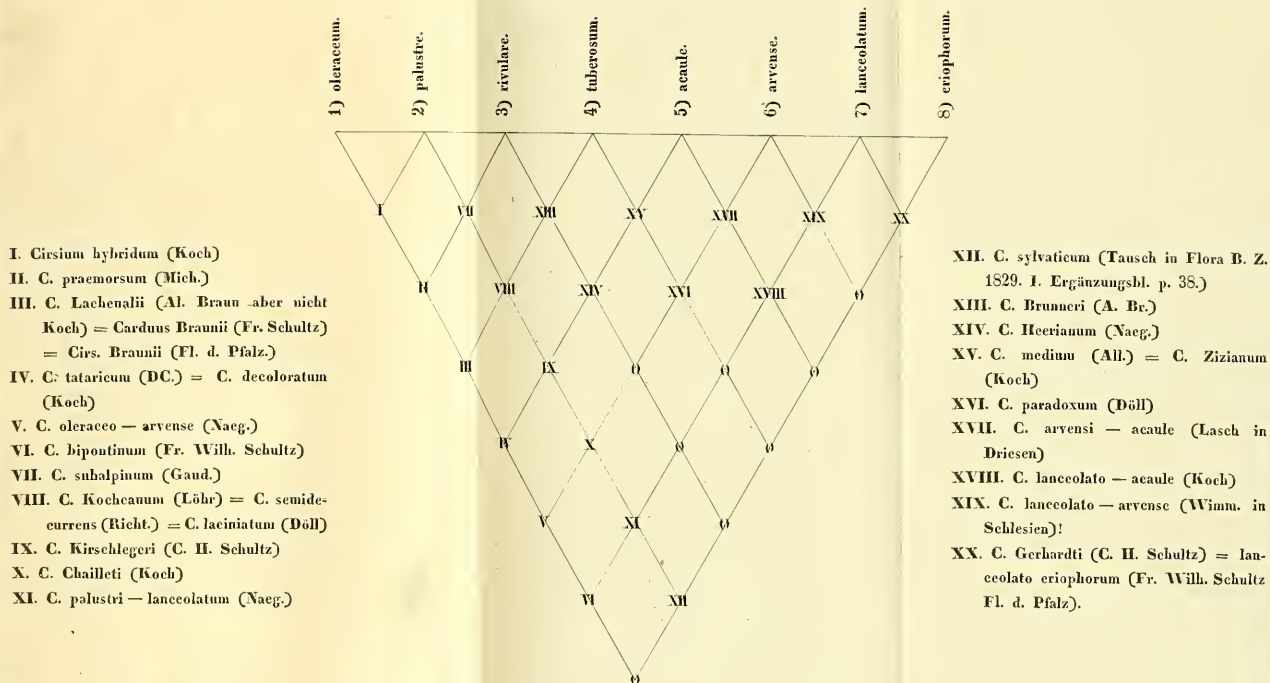 1) oleraceum.
2) palustre.
3) rivulare.
4) tuberosum.
5) acaule.
6) arvense.
7) lanceolatum.
8) eriophorum.
I VII XIII XV XVII XIX XX
II VIII XIV XVI XVIII 0
III IX 0 0 0
IV X 0 0
V XI 0
VI XII
0
I. Cirsium hybridum (Koch)
II. C. praemorsum (Mich.)
III. C. Lachenalii (Al. Braun aber nicht
Koch) = Carduus Braunii (Fr. Schultz)
= Cirs. Braunii (Fl. d. Pfalz.)
IV. C. tataricum (DC.) = C. decoloratum
(Koch)
V. C. oleraceo — arvense (Naeg.)
VI. C. bipontinum (Fr. Wilh. Schultz)
VII. C. subalpinum (Gaud.)
VIII. C. Kocheanum (Löhr) = C. semide-
currens (Richt.) = C. laciniatum (Döll)
IX. C. Kirschlegeri (C. H. Schultz)
X. C. Chailleti (Koch)
XI. C. palustri — lanceolatum (Naeg.)
XII. C. sylvaticum (Tausch in Flora B. Z.
1829. I. Ergänzungsbl. p. 38.)
XIII. C. Brunneri (A. Br.)
XIV. C. Heerianum (Naeg.)
XV. C. medium (All.) = C. Zizianum
(Koch)
XVI. C. paradoxum (Döll)
XVII. C. arvensi — acaule (Lasch in
Driesen)
XVIII. C. lanceolato — acaule (Koch)
XIX. C. lanceolato — arvense (Wimm. in
Schlesien)!
XX. C. Gerhardti (C. H. Schultz) = lan-
ceolato eriophorum (Fr. Wilh. Schultz
Fl. d. Pfalz).